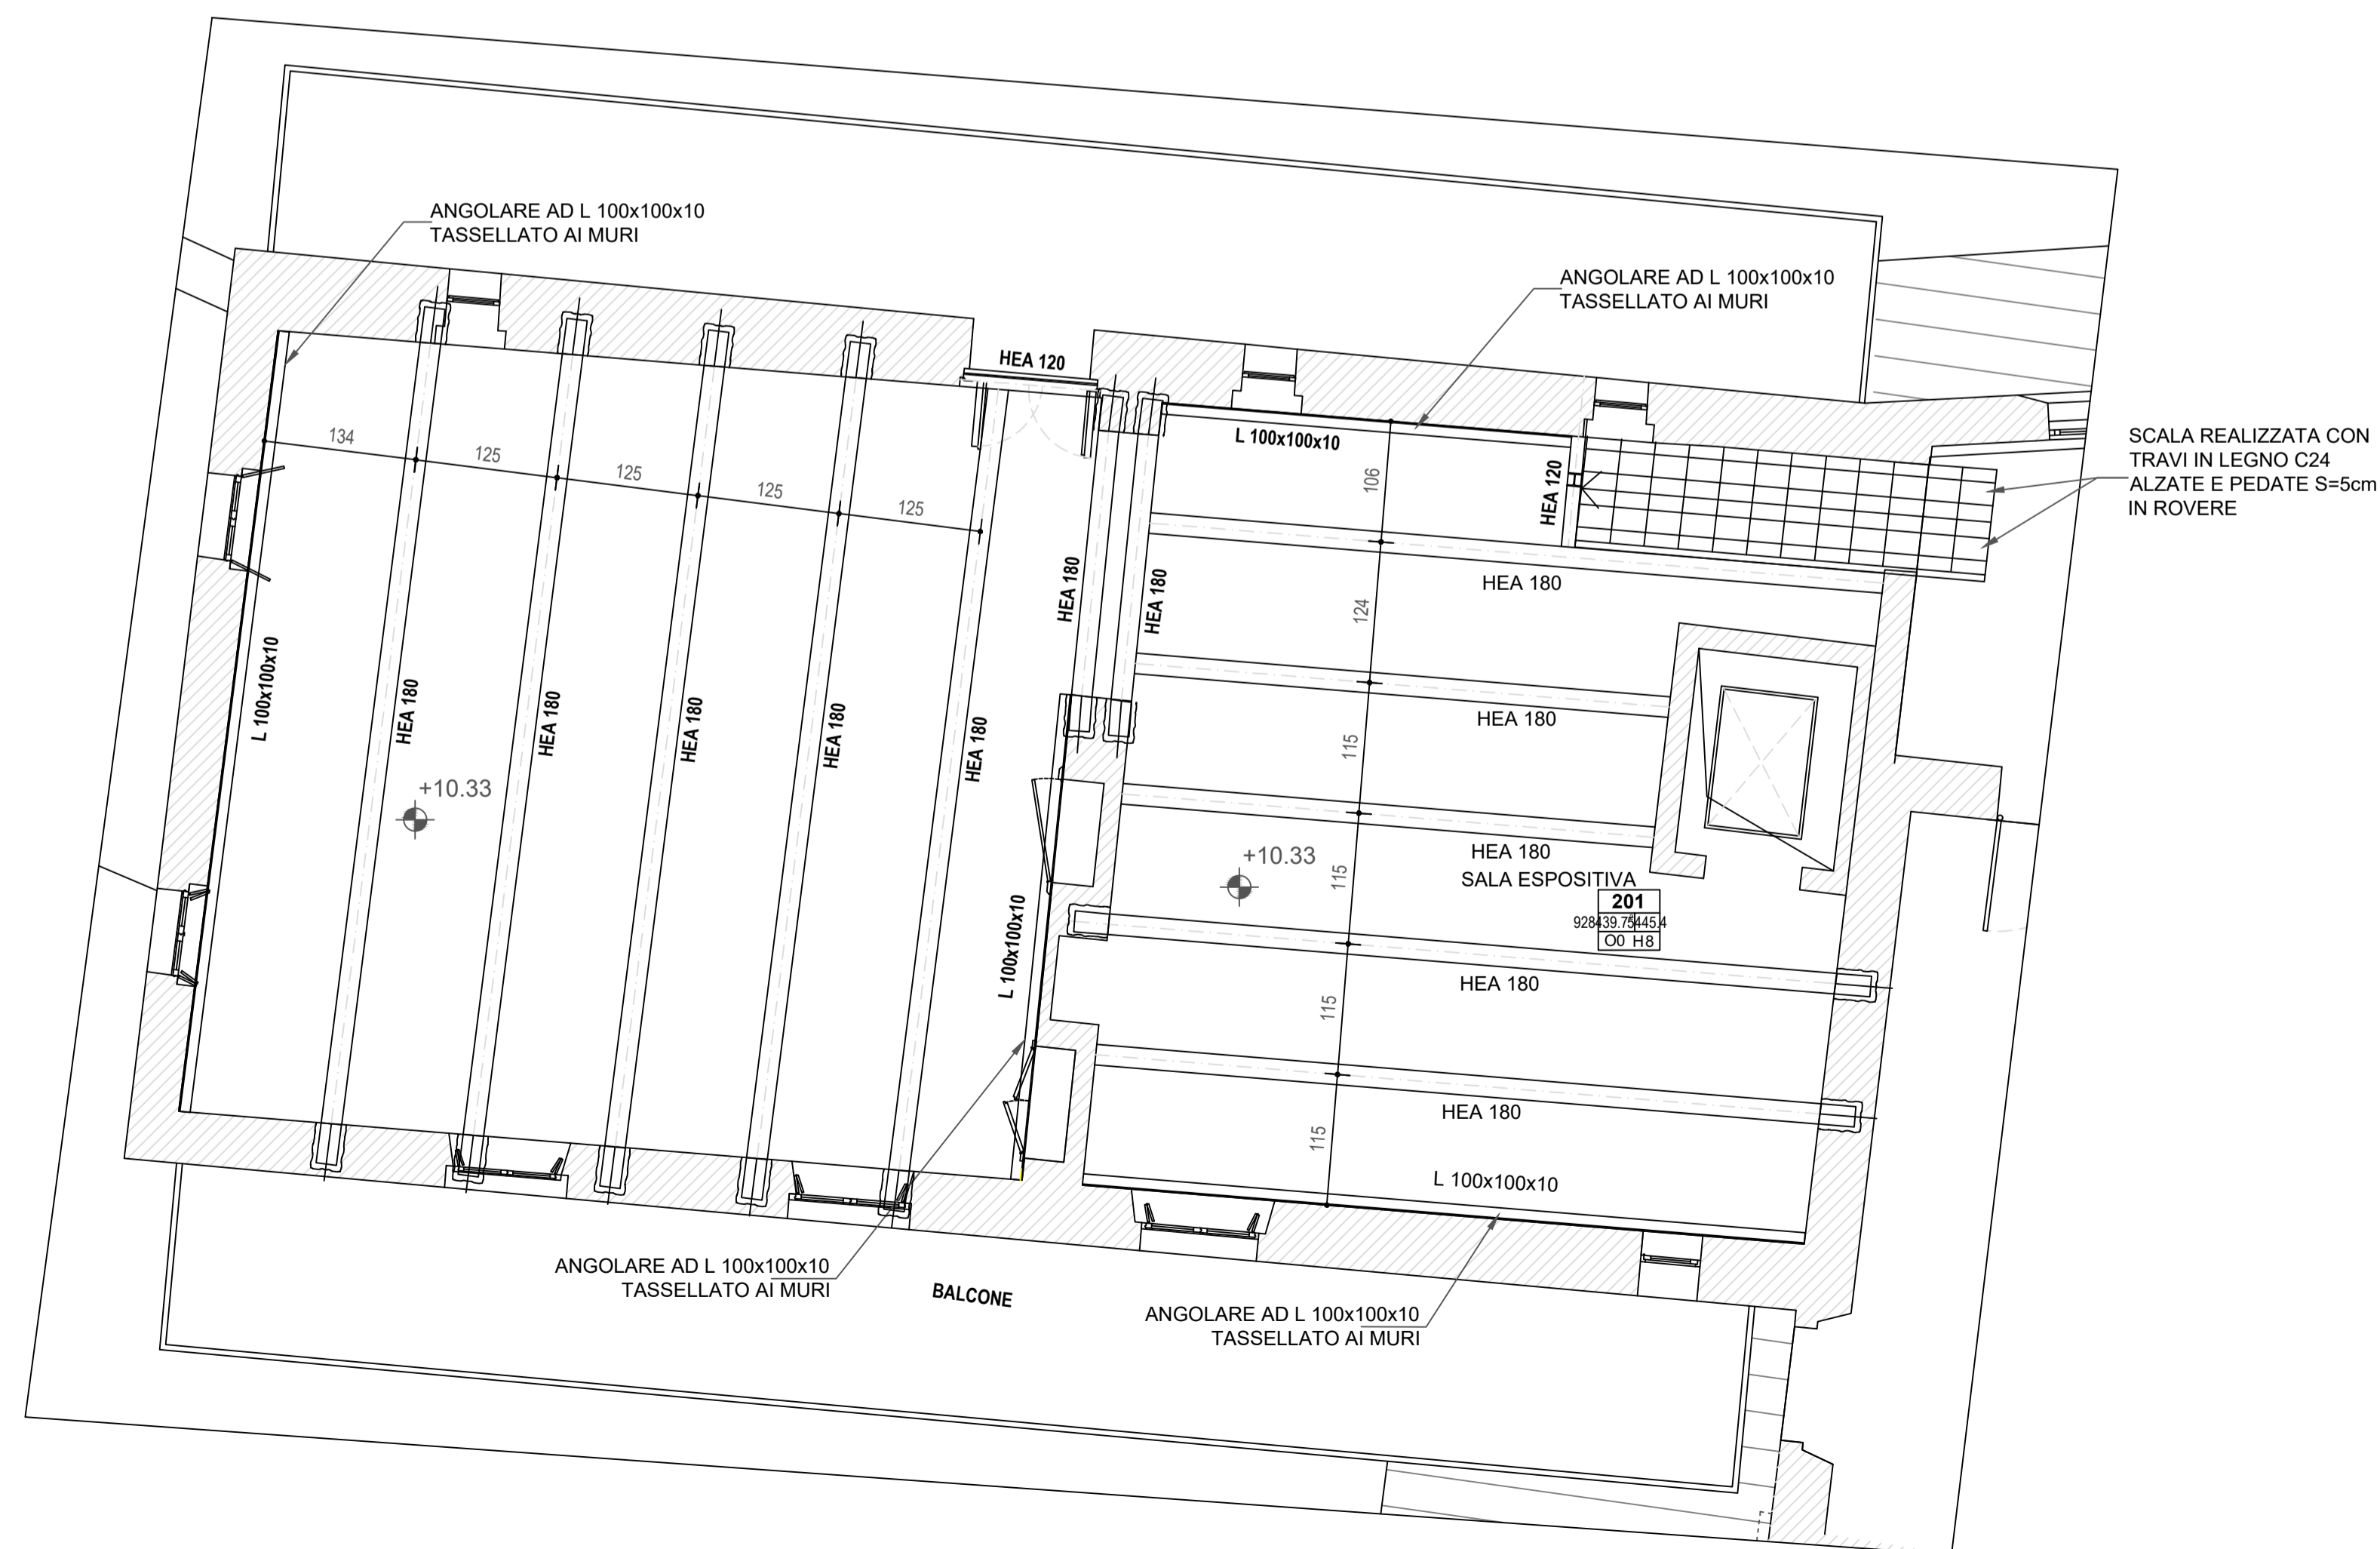 ANGOLARE AD L 100x100x10
TASSELLATO AI MURI
ANGOLARE AD L 100x100x10
TASSELLATO AI MURI
HEA 120
L 100x100x10
SCALA REALIZZATA CON
TRAVI IN LEGNO C24
ALZATE E PEDATE S=5cm
IN ROVERE
134
125
125
125
125
106
HEA 120
HEA 180
HEA 180
HEA 180
124
L 100x100x10
HEA 180
HEA 180
HEA 180
HEA 180
HEA 180
HEA 180
115
+10.33
HEA 180
+10.33
SALA ESPOSITIVA
115
201
O0 H8
L 100x100x10
HEA 180
115
HEA 180
115
L 100x100x10
ANGOLARE AD L 100x100x10
TASSELLATO AI MURI
BALCONE
ANGOLARE AD L 100x100x10
TASSELLATO AI MURI